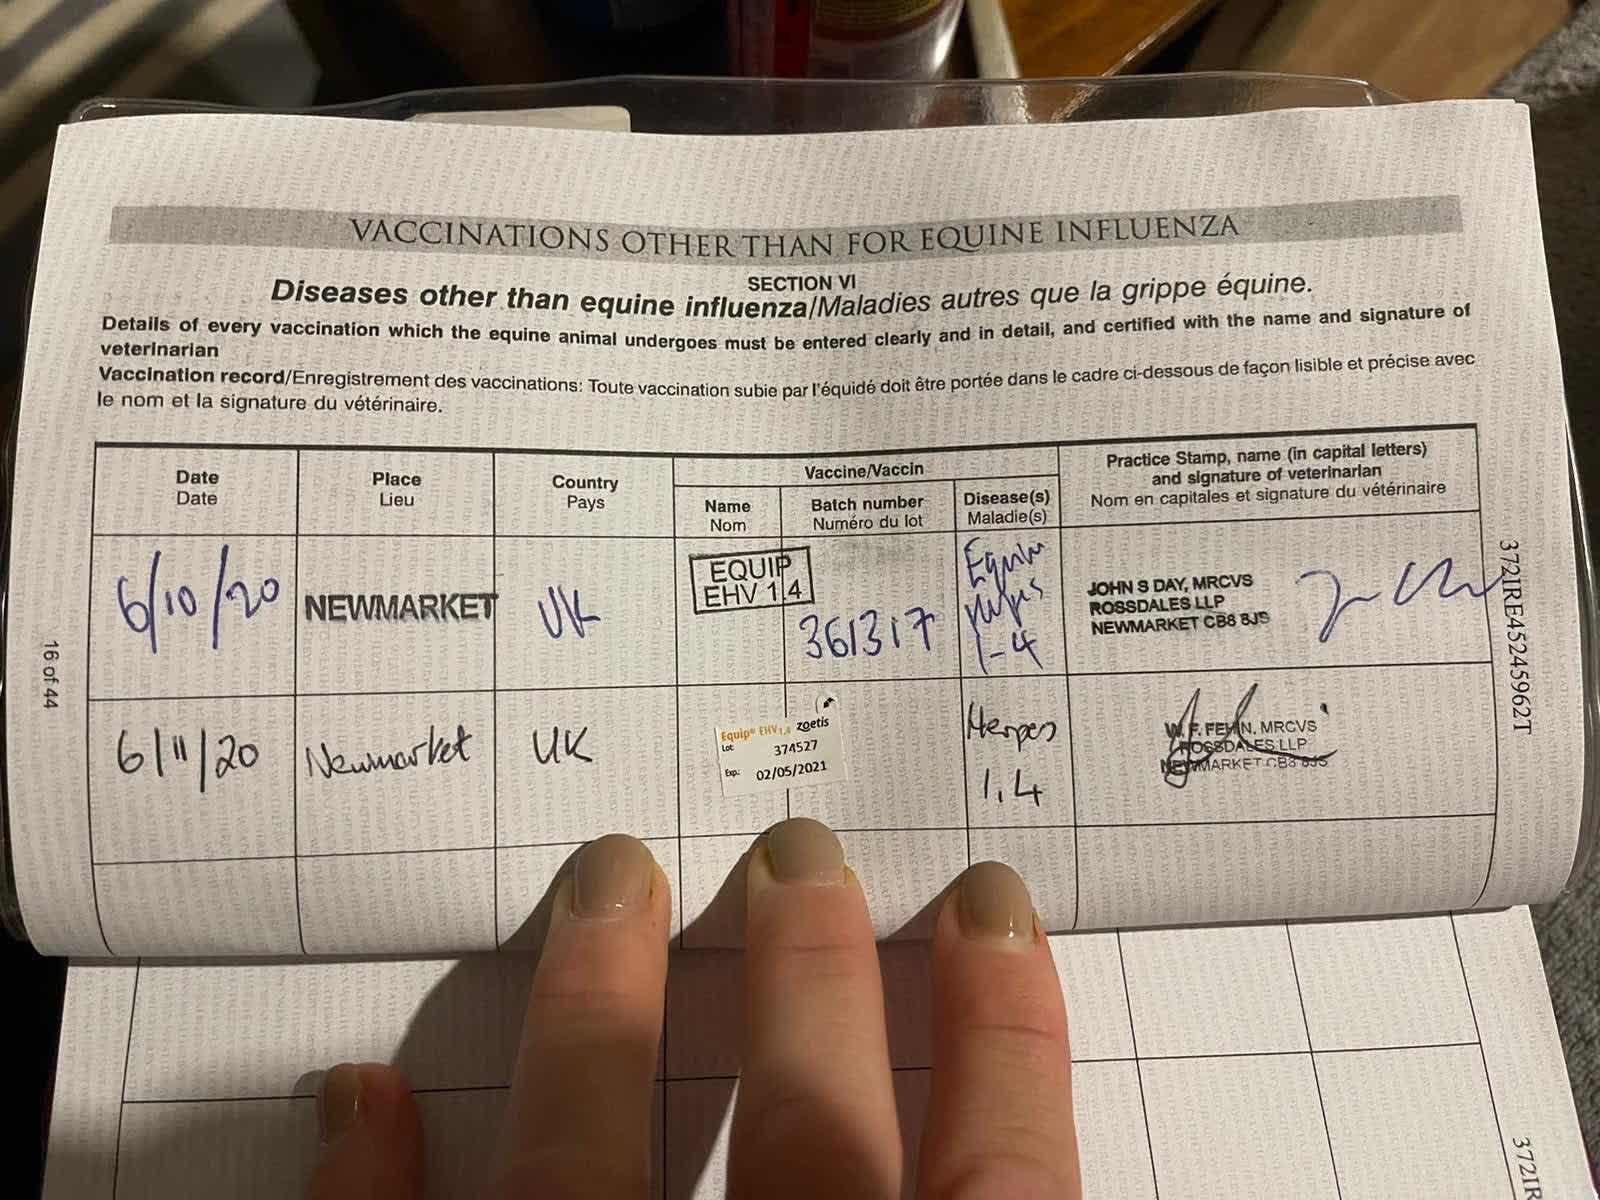 VACCINATIONS OTHER THAN FOR EQUINE INFLUENZA
SECTION VI
Diseases other than equine influenza/Maladies autres que la grippe équine.
Details of every vaccination which the equine animal undergoes must be entered clearly and in detail, and certified with the name and signature of
veterinarian
Vaccination record/Enregistrement des vaccinations: Toute vaccination subie par l'équidé doit être portée dans le cadre ci-dessous de façon lisible et précise avec
le nom et la signature du vétérinaire.
Date
Date
Place
Lieu
Country
Pays
Vaccine/Vaccin
Name
Nom
Batch number
Numéro du lot
Disease(s)
Maladie(s)
Practice Stamp, name (in capital letters)
and signature of veterinarian
Nom en capitales et signature du vétérinaire
6/10/20
NEWMARKET
UK
EQUIP
EHV 1.4
361317
1-4
JOHN S DAY, MRCVS
ROSSDALES LLP
NEWMARKET CB8 8JS
6/11/20
Newmarket
UK
Equip® EHV1,4 zoetis
Lot 374527
Exp.: 02/05/2021
Herpes
1,4
MRCVS
ROSSDALES LLP
NEWMARKET CB8 8JS
16 of 44
372IRE45245962T
372IR